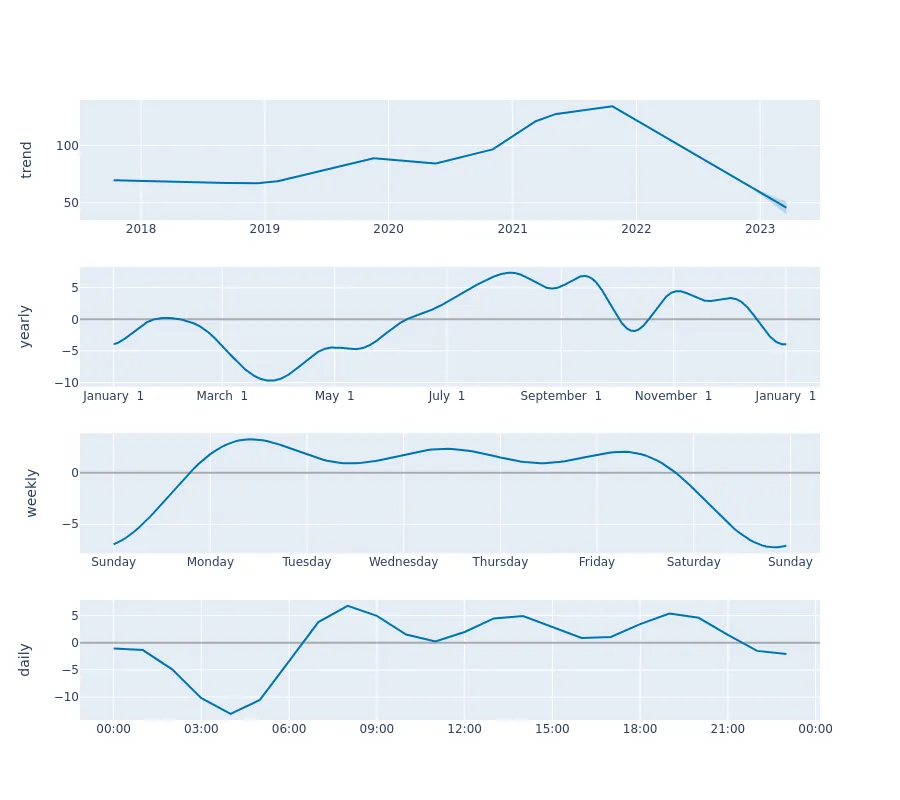 trend
100
50
2018 2019 2020 2021 2022 2023
yearly
5
0
−5
−10
January 1 March 1 May 1 July 1 September 1 November 1 January 1
weekly
0
−5
Sunday Monday Tuesday Wednesday Thursday Friday Saturday Sunday
daily
5
0
−5
−10
00:00 03:00 06:00 09:00 12:00 15:00 18:00 21:00 00:00